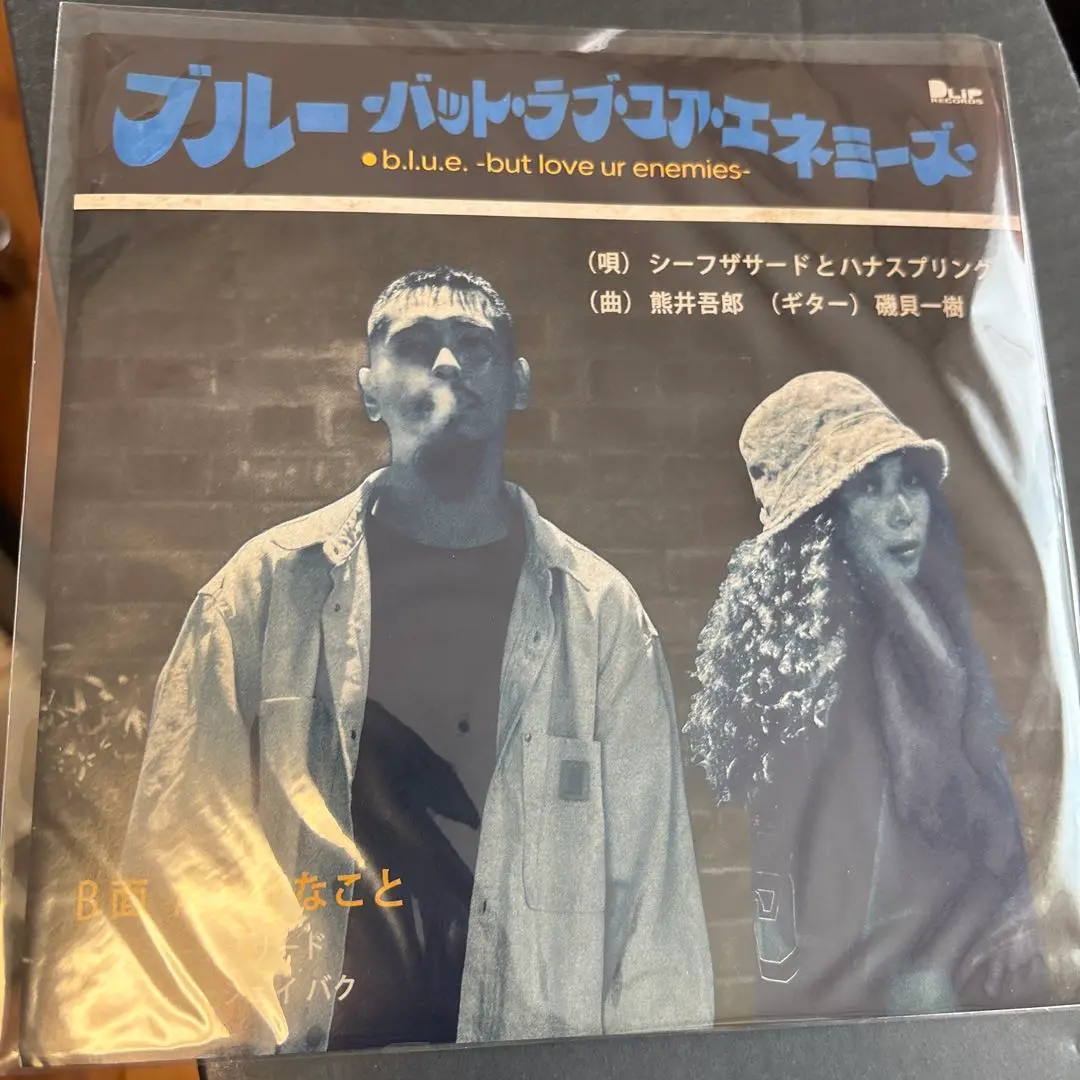 ブルー -バット・ラブ・ユア・エネミーズ-
DLiP
RECORDS
●b.l.u.e. -but love ur enemies-
（唄） シーフザサードとハナスプリング
（曲） 熊井吾郎 （ギター） 磯貝一樹
B面 なこと
バク